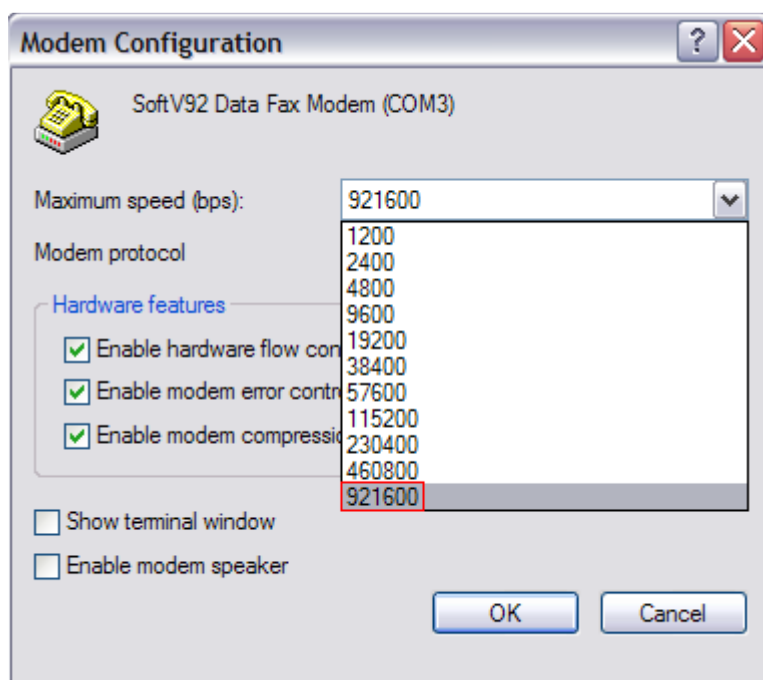 Modem Configuration
SoftV92 Data Fax Modem (COM3)
Maximum speed (bps):
921600
1200
2400
4800
9600
19200
38400
57600
115200
230400
460800
921600
Modem protocol
Hardware features
Enable hardware flow con
Enable modem error contr
Enable modem compressio
Show terminal window
Enable modem speaker
OK
Cancel